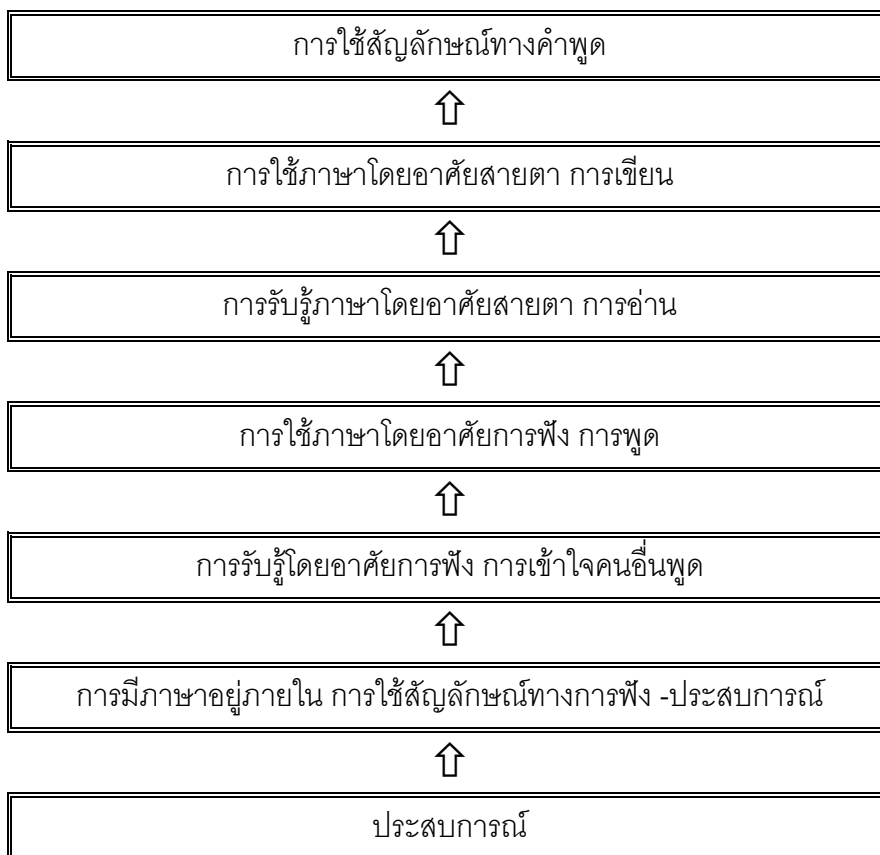 การใช้สัญลักษณ์ทางคำพูด
การใช้ภาษาโดยอาศัยสายตา การเขียน
การรับรู้ภาษาโดยอาศัยสายตา การอ่าน
การใช้ภาษาโดยอาศัยการฟัง การพูด
การรับรู้โดยอาศัยการฟัง การเข้าใจคนอื่นพูด
การมีภาษาอยู่ภายใน การใช้สัญลักษณ์ทางการฟัง -ประสบการณ์
ประสบการณ์